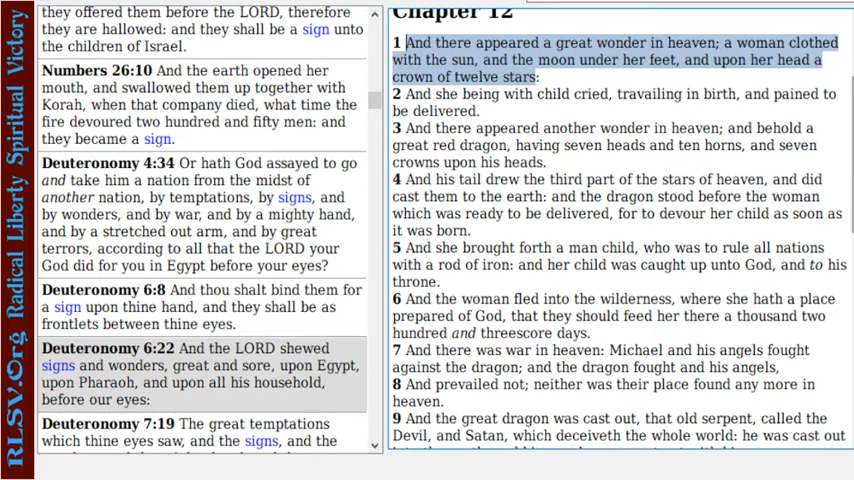 RLSV.Org Radical Liberty Spiritual Victory
they offered them before the LORD, therefore
they are hallowed: and they shall be a sign unto
the children of Israel.
Numbers 26:10 And the earth opened her
mouth, and swallowed them up together with
Korah, when that company died, what time the
fire devoured two hundred and fifty men: and
they became a sign.
Deuteronomy 4:34 Or hath God assayed to go
and take him a nation from the midst of
another nation, by temptations, by signs, and
by wonders, and by war, and by a mighty hand,
and by a stretched out arm, and by great
terrors, according to all that the LORD your
God did for you in Egypt before your eyes?
Deuteronomy 6:8 And thou shalt bind them for
a sign upon thine hand, and they shall be as
frontlets between thine eyes.
Deuteronomy 6:22 And the LORD shewed
signs and wonders, great and sore, upon Egypt,
upon Pharaoh, and upon all his household,
before our eyes:
Deuteronomy 7:19 The great temptations
which thine eyes saw, and the signs, and the
Chapter 12
1 And there appeared a great wonder in heaven; a woman clothed
with the sun, and the moon under her feet, and upon her head a
crown of twelve stars:
2 And she being with child cried, travailing in birth, and pained to
be delivered.
3 And there appeared another wonder in heaven; and behold a
great red dragon, having seven heads and ten horns, and seven
crowns upon his heads.
4 And his tail drew the third part of the stars of heaven, and did
cast them to the earth: and the dragon stood before the woman
which was ready to be delivered, for to devour her child as soon as
it was born.
5 And she brought forth a man child, who was to rule all nations
with a rod of iron: and her child was caught up unto God, and to his
throne.
6 And the woman fled into the wilderness, where she hath a place
prepared of God, that they should feed her there a thousand two
hundred and threescore days.
7 And there was war in heaven: Michael and his angels fought
against the dragon; and the dragon fought and his angels,
8 And prevailed not; neither was their place found any more in
heaven.
9 And the great dragon was cast out, that old serpent, called the
Devil, and Satan, which deceiveth the whole world: he was cast out